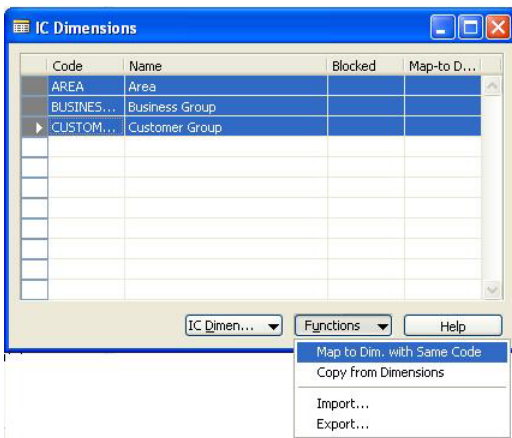 IC Dimensions
Code Name Blocked Map-to D...
AREA Area
BUSINES... Business Group
CUSTOM... Customer Group
IC Dimen... Functions Help
Map to Dim. with Same Code
Copy from Dimensions
Import...
Export...